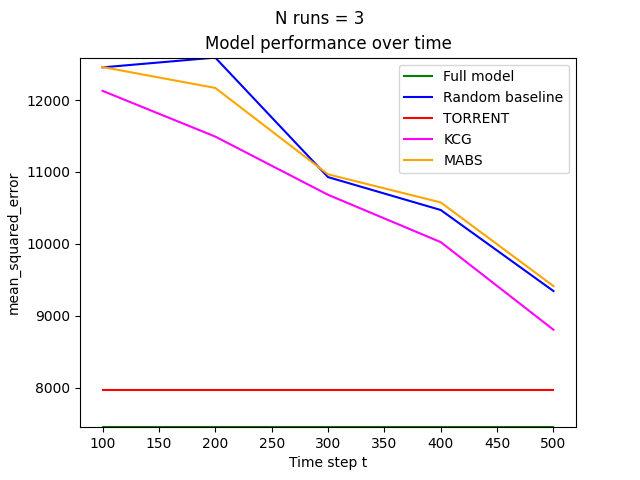 N runs = 3
Model performance over time
mean_squared_error
12000
11000
10000
9000
8000
Full model
Random baseline
TORRENT
KCG
MABS
100
150
200
250
300
350
400
450
500
Time step t